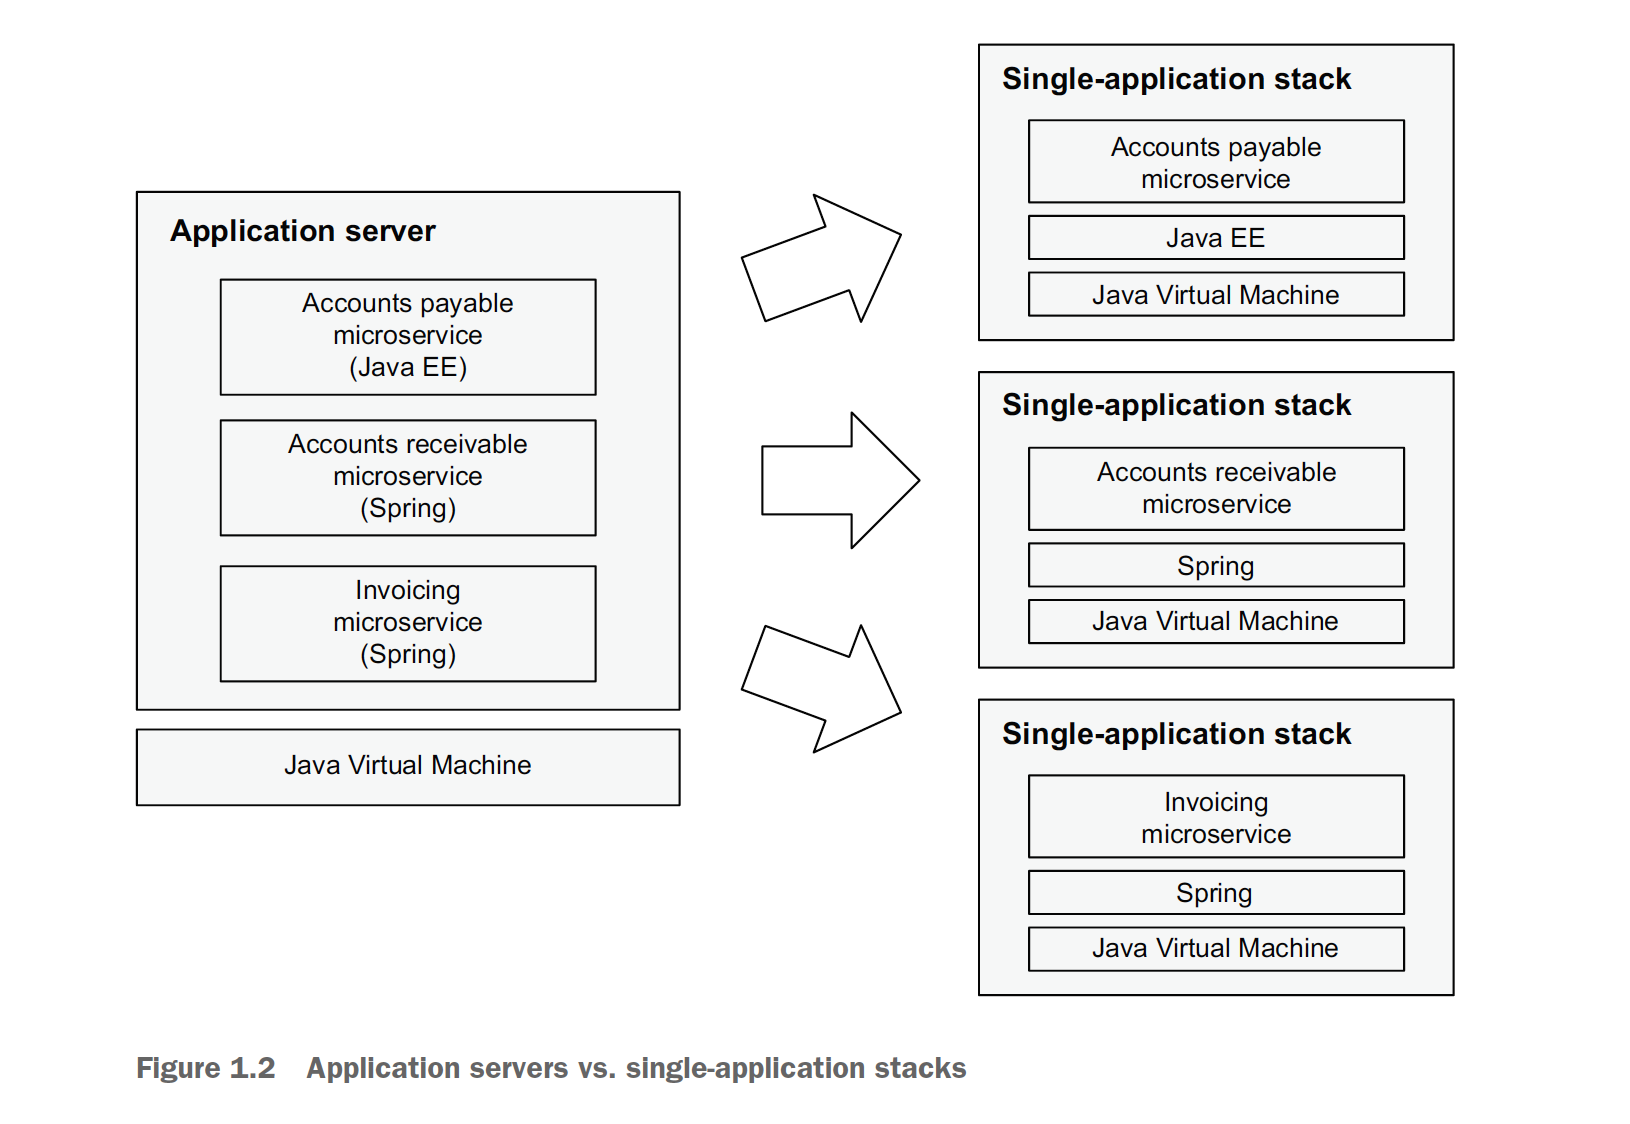 Application server
Accounts payable
microservice
(Java EE)
Accounts receivable
microservice
(Spring)
Invoicing
microservice
(Spring)
Java Virtual Machine
Single-application stack
Accounts payable
microservice
Java EE
Java Virtual Machine
Single-application stack
Accounts receivable
microservice
Spring
Java Virtual Machine
Single-application stack
Invoicing
microservice
Spring
Java Virtual Machine
Figure 1.2 Application servers vs. single-application stacks